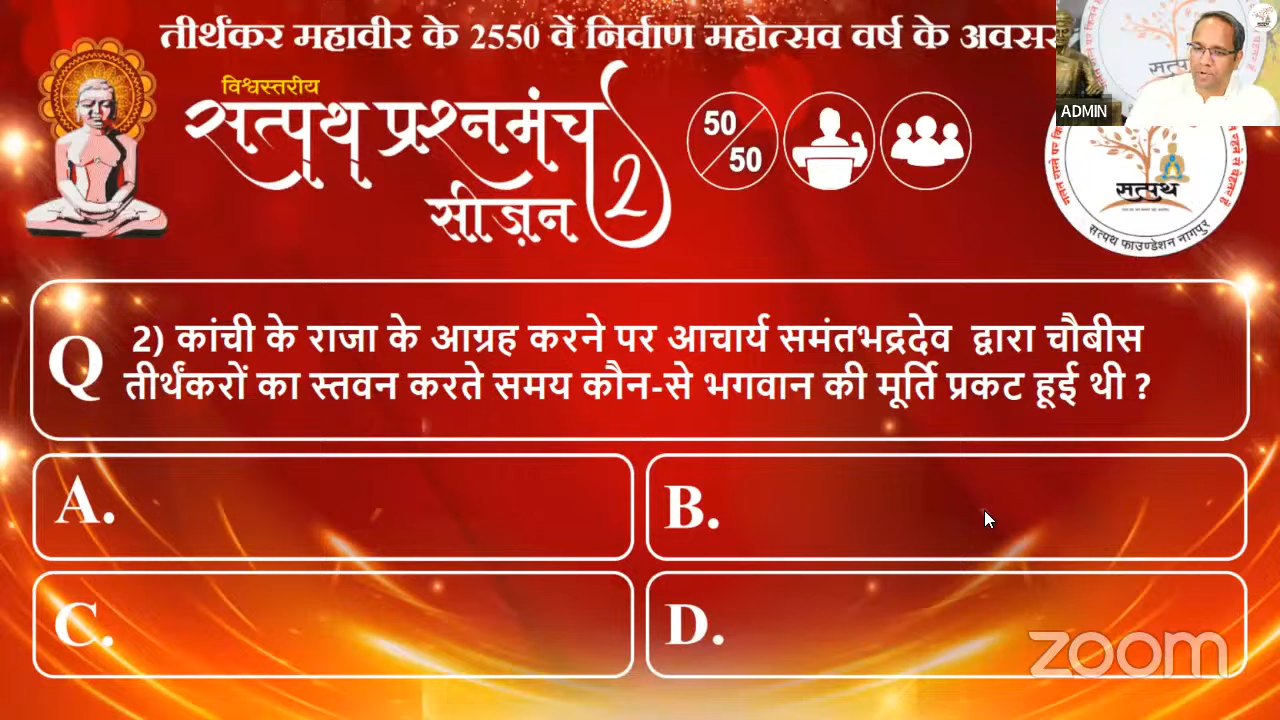 तीर्थंकर महावीर के 2550 वें निर्वाण महोत्सव वर्ष के अवसर
विश्वस्तरीय
सत्पथ प्रश्नमंच 2
सीज़न
50
50
ADMIN
सत्पथ
सत्पथ फाउण्डेशन नागपुर
Q 2) कांची के राजा के आग्रह करने पर आचार्य समंतभद्रदेव द्वारा चौबीस
तीर्थंकरों का स्तवन करते समय कौन-से भगवान की मूर्ति प्रकट हूई थी ?
A.
B.
C.
D.
zoom